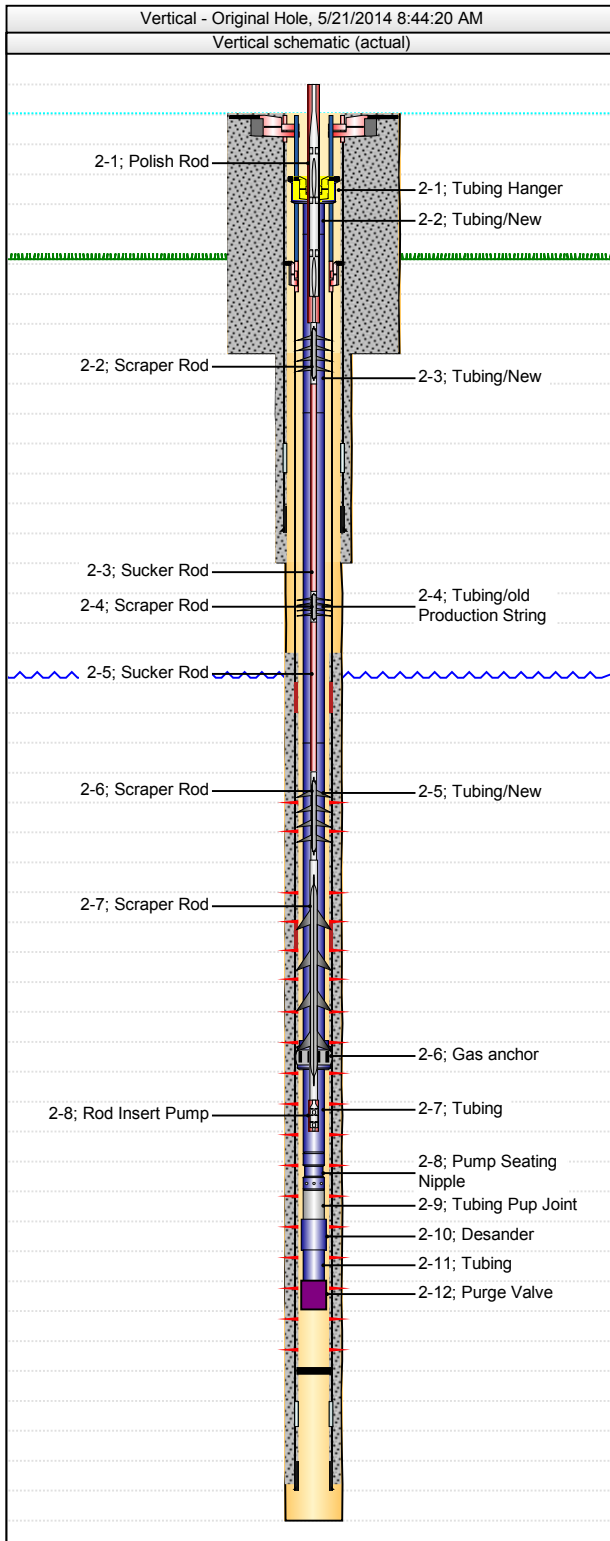 Vertical - Original Hole, 5/21/2014 8:44:20 AM
Vertical schematic (actual)
2-1; Polish Rod
2-1; Tubing Hanger
2-2; Tubing/New
2-2; Scraper Rod
2-3; Tubing/New
2-3; Sucker Rod
2-4; Scraper Rod
2-4; Tubing/old
Production String
2-5; Sucker Rod
2-6; Scraper Rod
2-5; Tubing/New
2-7; Scraper Rod
2-6; Gas anchor
2-8; Rod Insert Pump
2-7; Tubing
2-8; Pump Seating
Nipple
2-9; Tubing Pup Joint
2-10; Desander
2-11; Tubing
2-12; Purge Valve